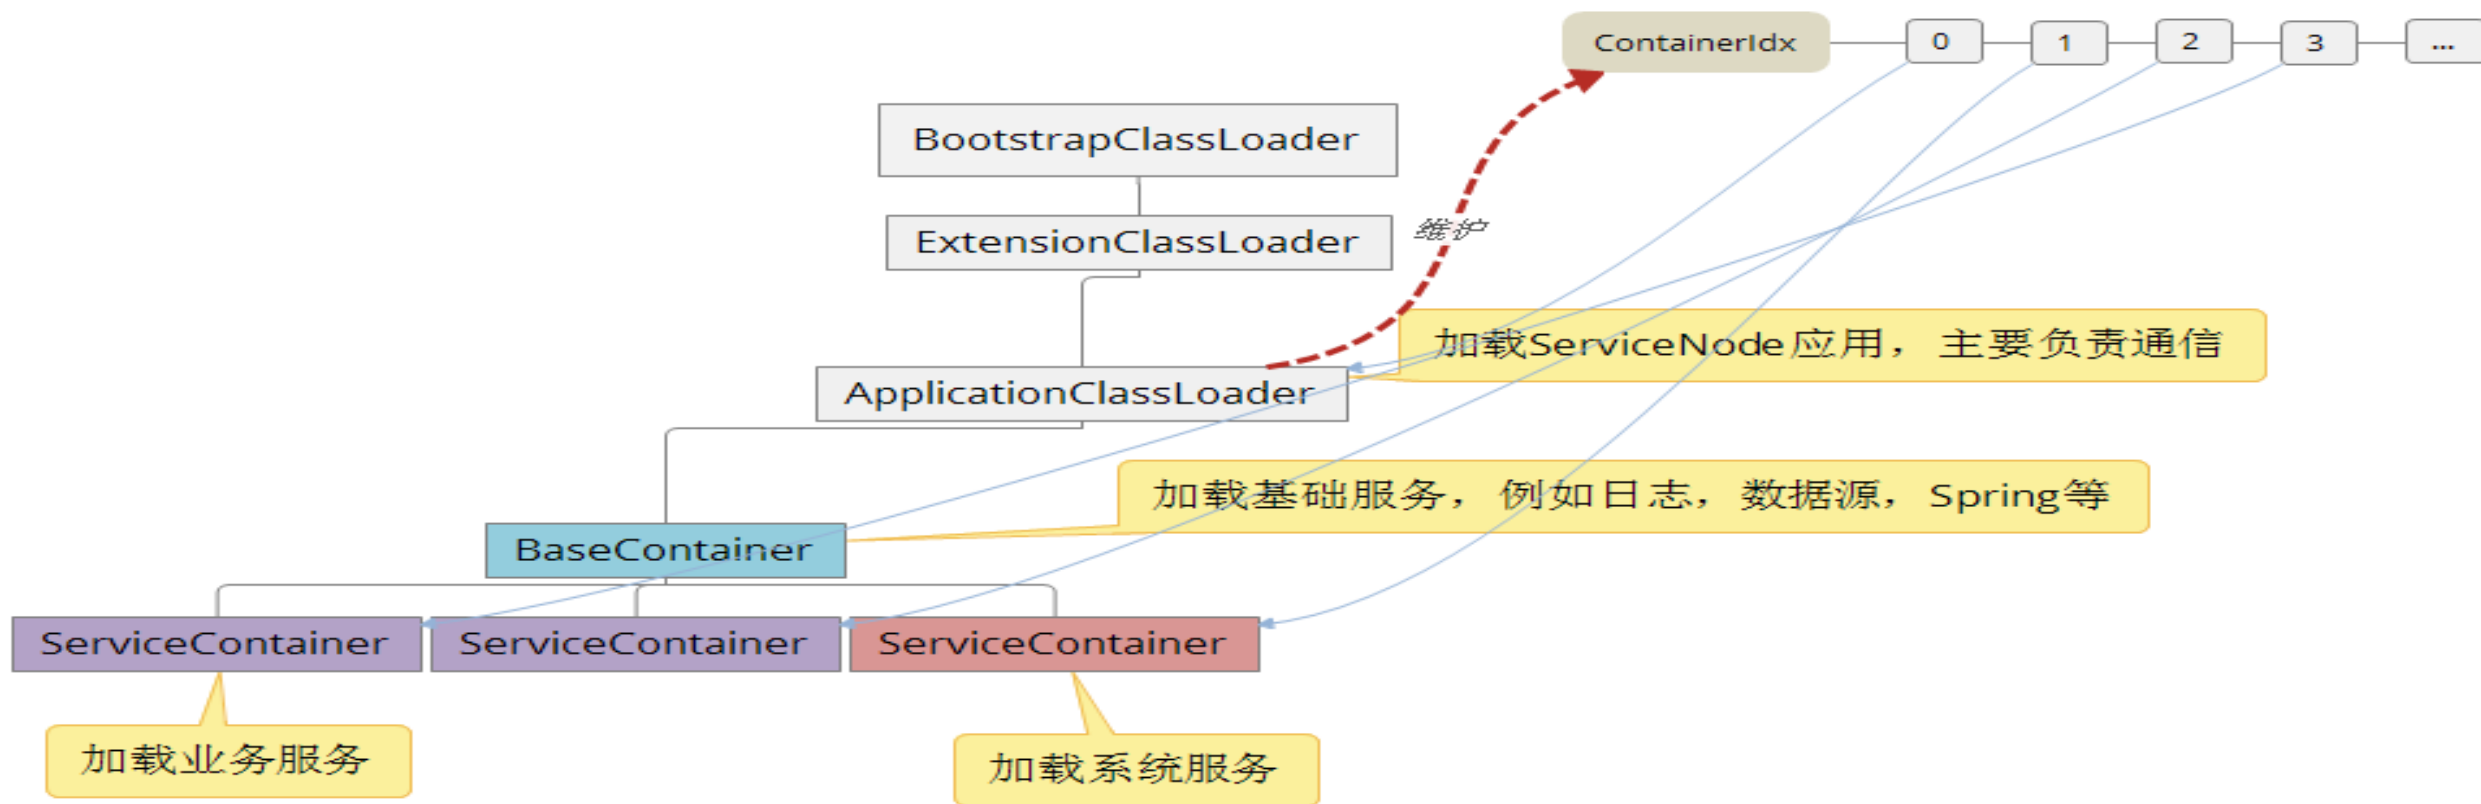 ContainerIdx
0
1
2
3
...
BootstrapClassLoader
ExtensionClassLoader
维护
加载ServiceNode应用，主要负责通信
ApplicationClassLoader
加载基础服务，例如日志，数据源，Spring等
BaseContainer
ServiceContainer
ServiceContainer
ServiceContainer
加载业务服务
加载系统服务